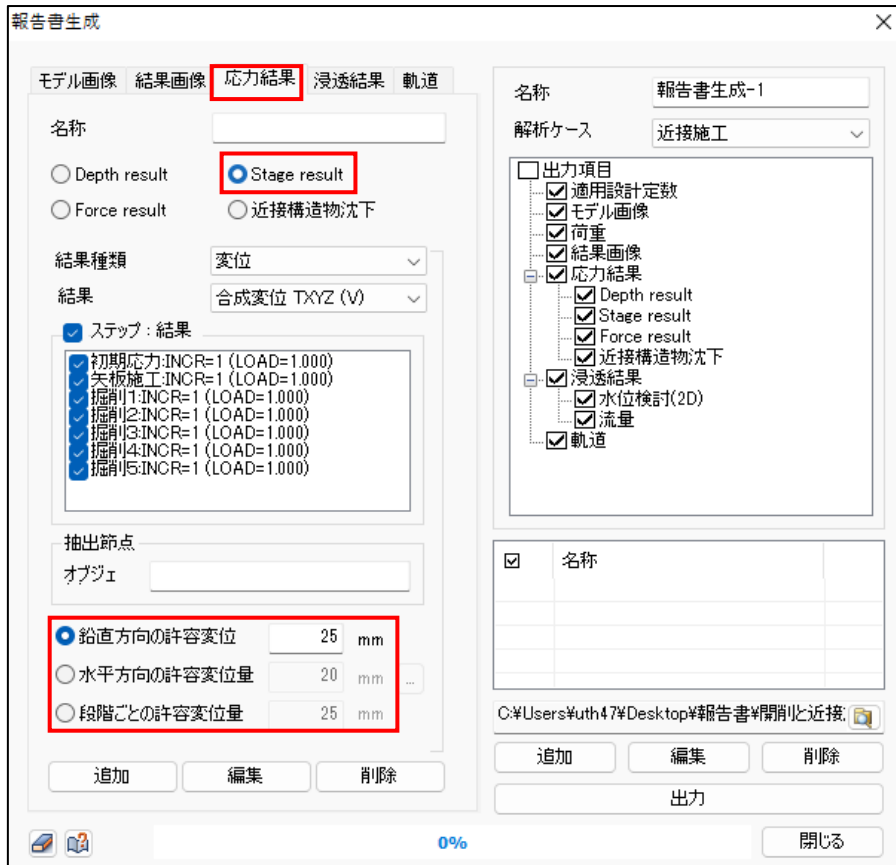 報告書生成
モデル画像 結果画像 応力結果 浸透結果 軌道
名称
Depth result Stage result
Force result 近接構造物沈下
結果種類 変位
結果 合成変位 TXYZ (V)
ステップ : 結果
初期応力:INCR=1 (LOAD=1.000)
矢板施工:INCR=1 (LOAD=1.000)
掘削1:INCR=1 (LOAD=1.000)
掘削2:INCR=1 (LOAD=1.000)
掘削3:INCR=1 (LOAD=1.000)
掘削4:INCR=1 (LOAD=1.000)
掘削5:INCR=1 (LOAD=1.000)
抽出節点
オブジェ
鉛直方向の許容変位 25 mm
水平方向の許容変位量 20 mm ...
段階ごとの許容変位量 25 mm
追加 編集 削除
名称 報告書生成-1
解析ケース 近接施工
出力項目
適用設計定数
モデル画像
荷重
結果画像
応力結果
Depth result
Stage result
Force result
近接構造物沈下
浸透結果
水位検討(2D)
流量
軌道
名称
C:¥Users¥uth47¥Desktop¥報告書¥開削と近接
追加 編集 削除
出力
0%
閉じる